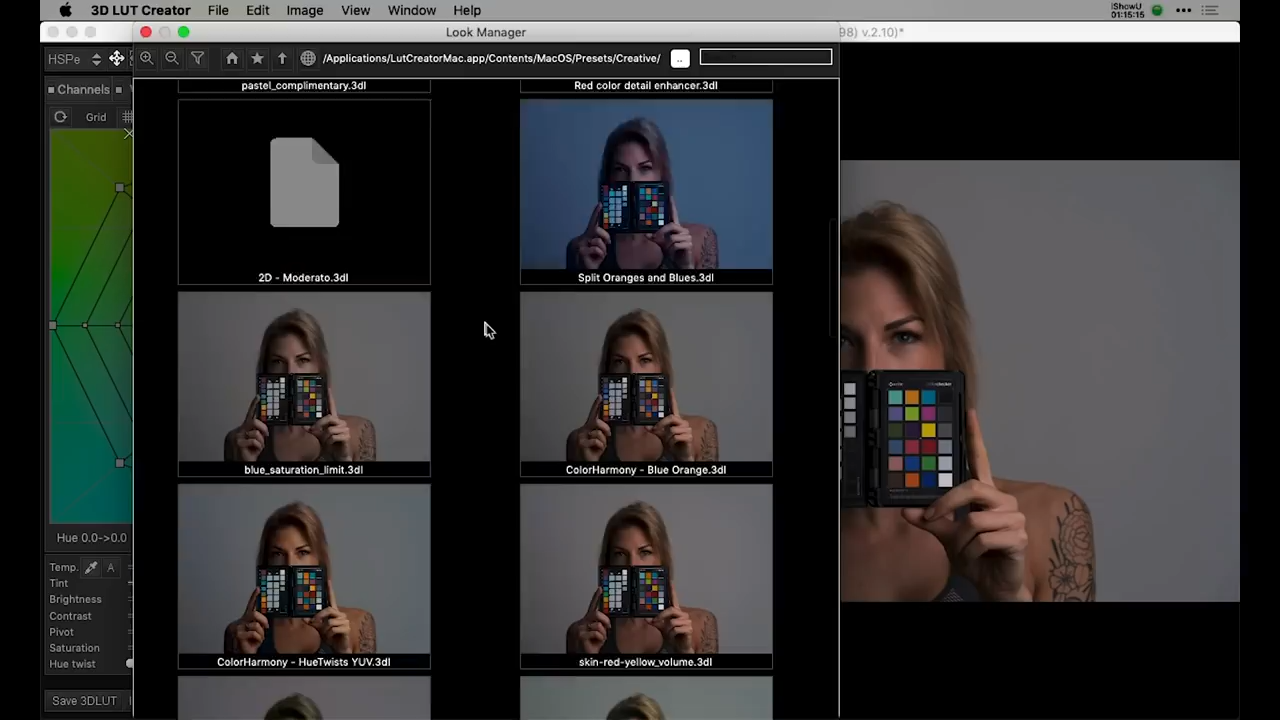 3D LUT Creator File Edit Image View Window Help
iShowU
01:15:15
Look Manager
98) v.2.10)*
HSPe
/Applications/LutCreatorMac.app/Contents/MacOS/Presets/Creative/
..
Channels
Grid
pastel_complimentary.3dl
Red color detail enhancer.3dl
2D - Moderato.3dl
Split Oranges and Blues.3dl
blue_saturation_limit.3dl
ColorHarmony - Blue Orange.3dl
ColorHarmony - HueTwists YUV.3dl
skin-red-yellow_volume.3dl
Hue 0.0->0.0
Temp.
A
Tint
Brightness
Contrast
Pivot
Saturation
Hue twist
Save 3DLUT